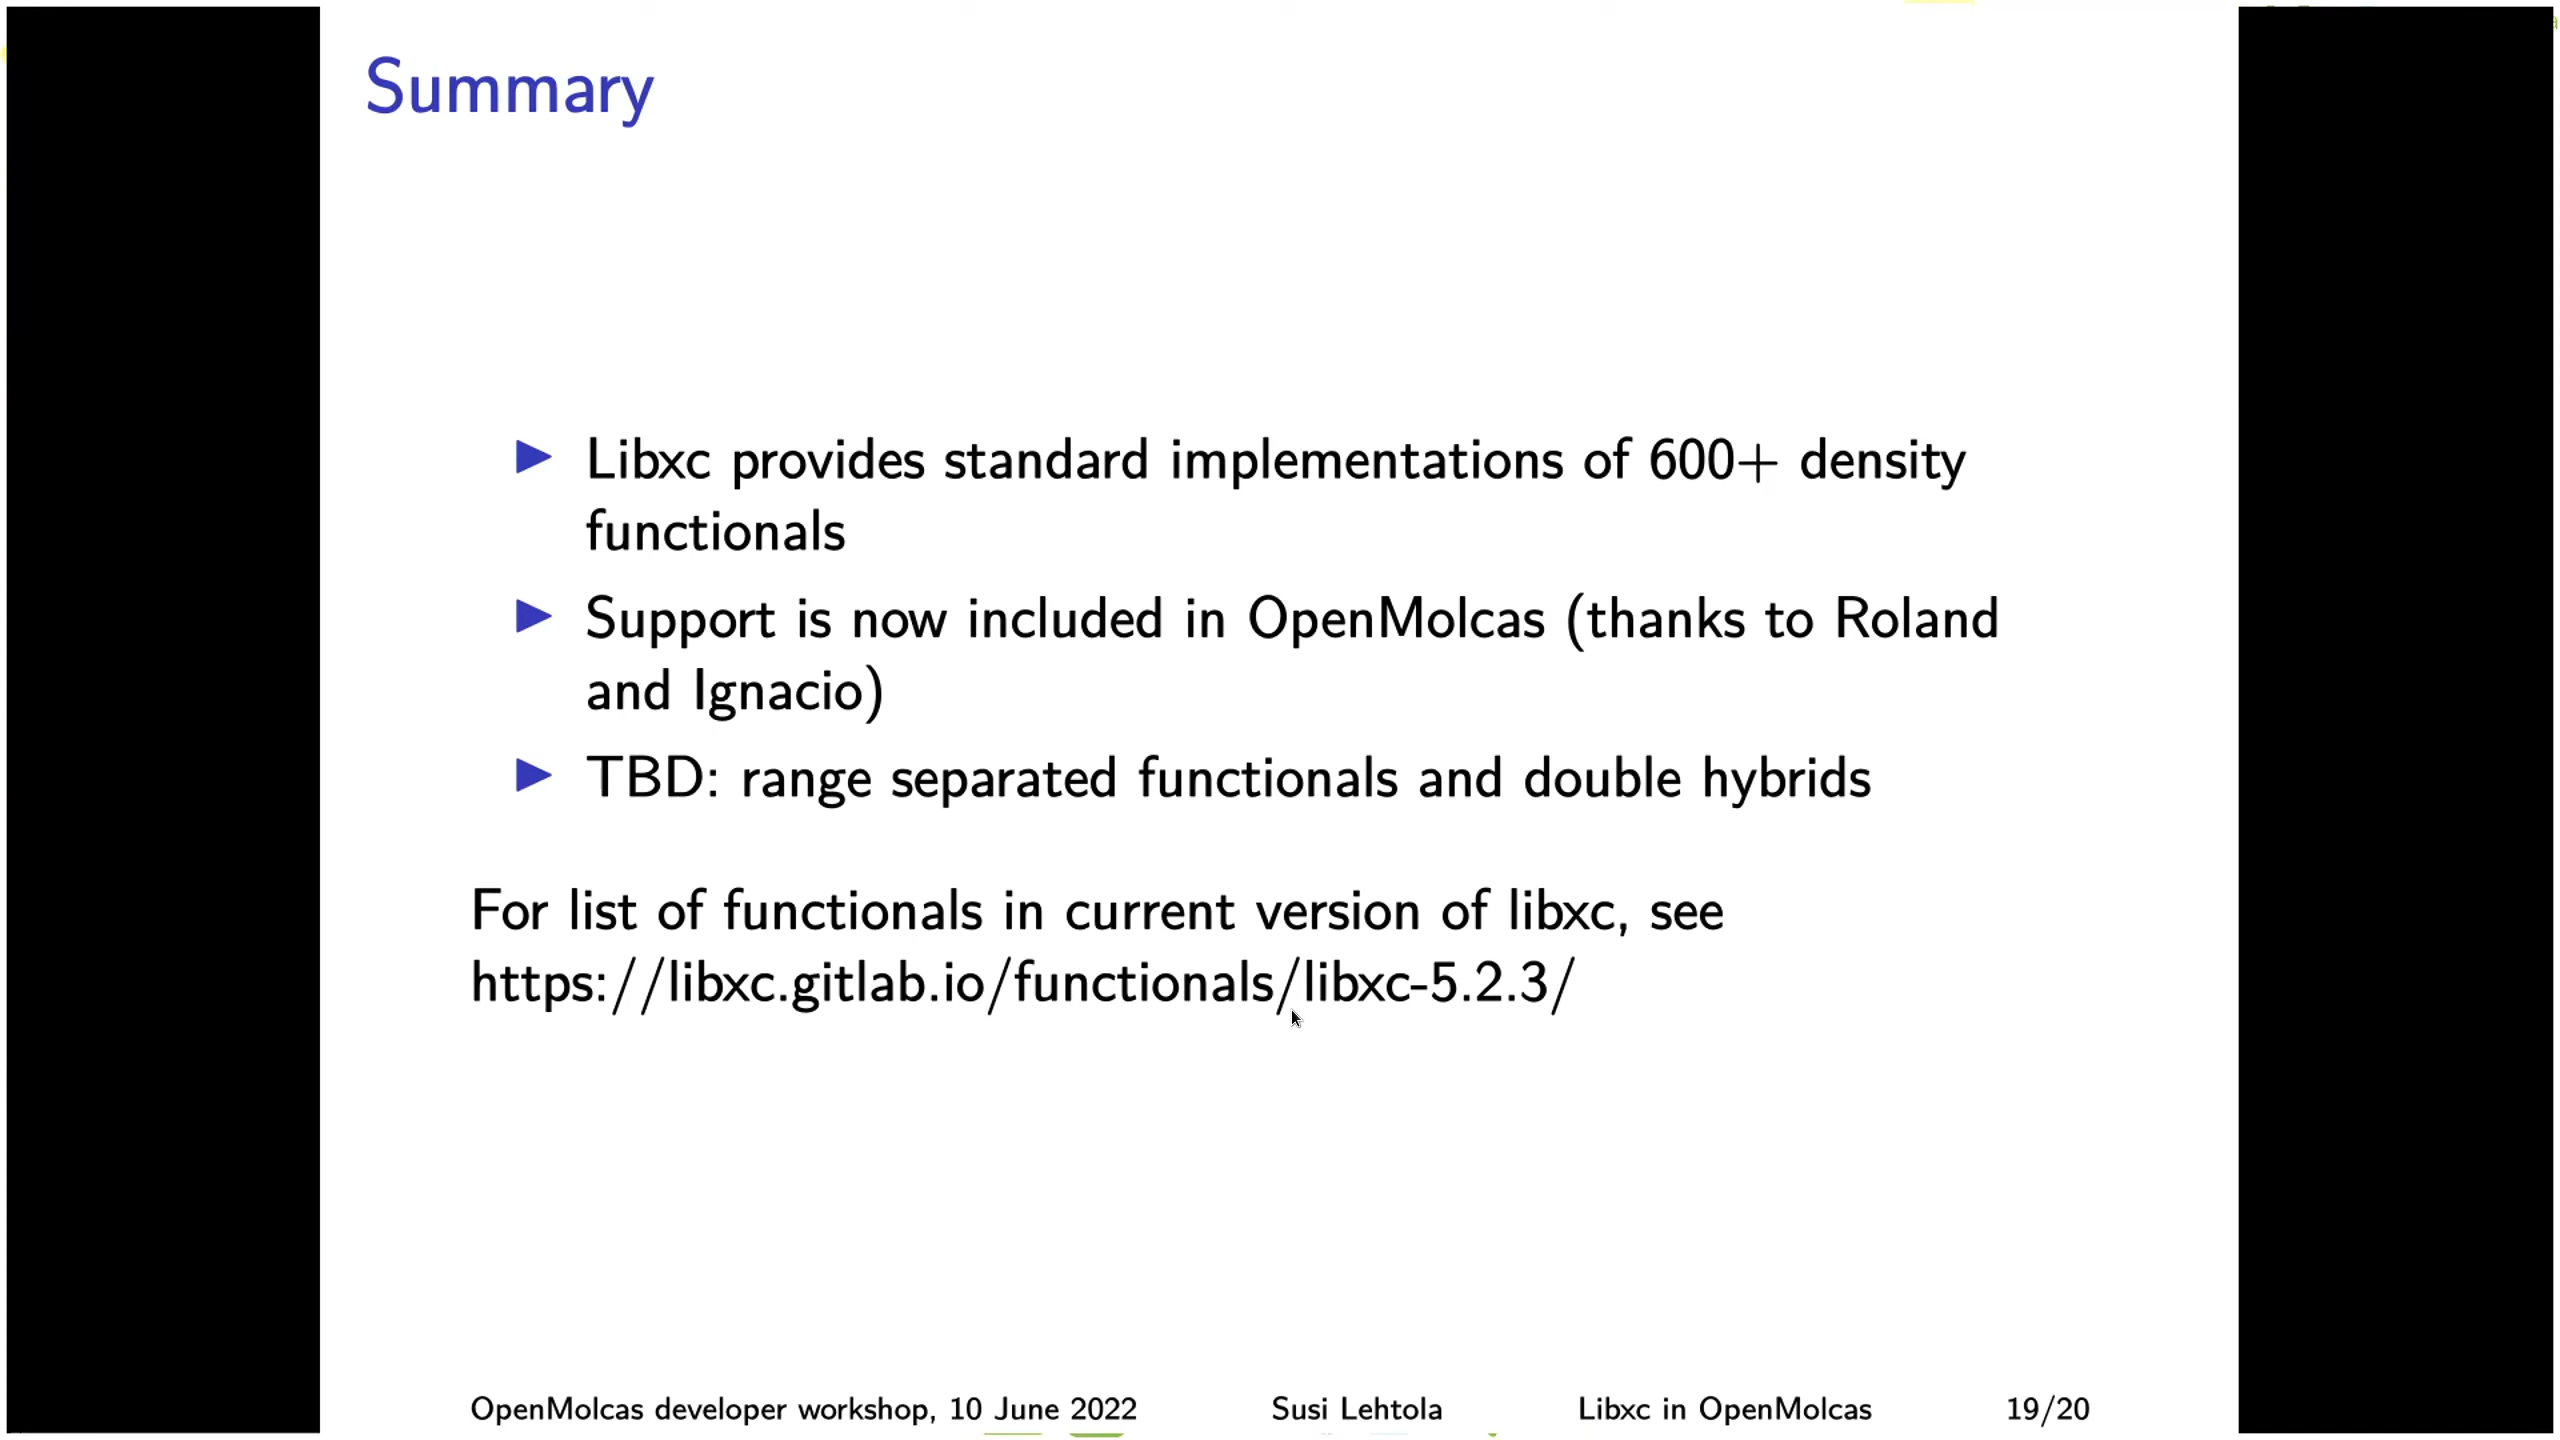 Summary
Libxc provides standard implementations of 600+ density
functionals
Support is now included in OpenMolcas (thanks to Roland
and Ignacio)
TBD: range separated functionals and double hybrids
For list of functionals in current version of libxc, see
https://libxc.gitlab.io/functionals/libxc-5.2.3/
OpenMolcas developer workshop, 10 June 2022 Susi Lehtola Libxc in OpenMolcas 19/20